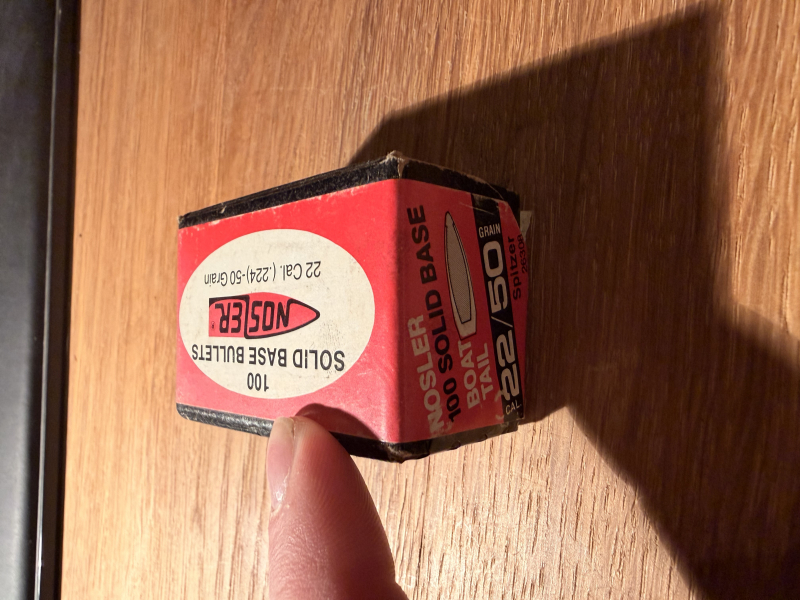 100
SOLID BASE BULLETS
NOSLER
22 Cal. (.224)-50 Grain
NOSLER
100 SOLID BASE
BOAT
TAIL
CAL. 22/50 GRAIN
Spitzer